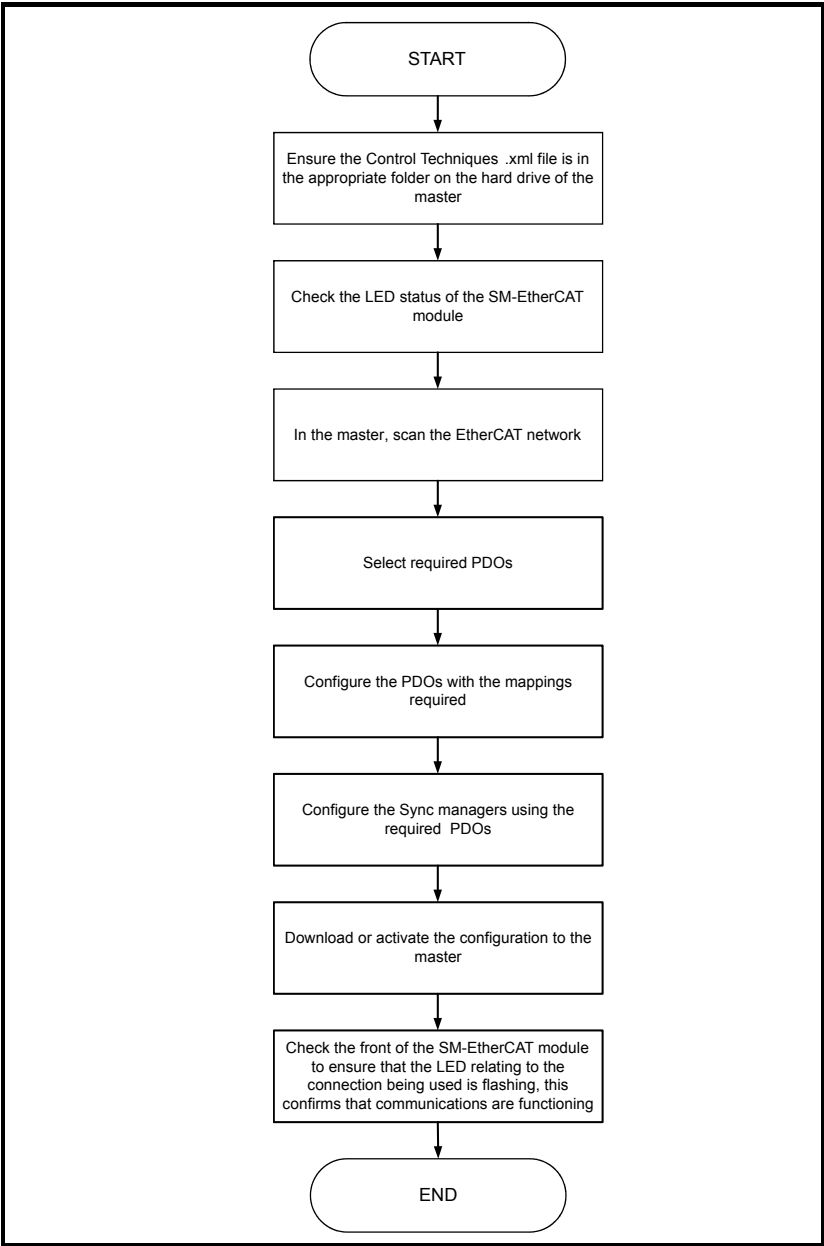 START
Ensure the Control Techniques .xml file is in
the appropriate folder on the hard drive of the
master
Check the LED status of the SM-EtherCAT
module
In the master, scan the EtherCAT network
Select required PDOs
Configure the PDOs with the mappings
required
Configure the Sync managers using the
required PDOs
Download or activate the configuration to the
master
Check the front of the SM-EtherCAT module
to ensure that the LED relating to the
connection being used is flashing, this
confirms that communications are functioning
END